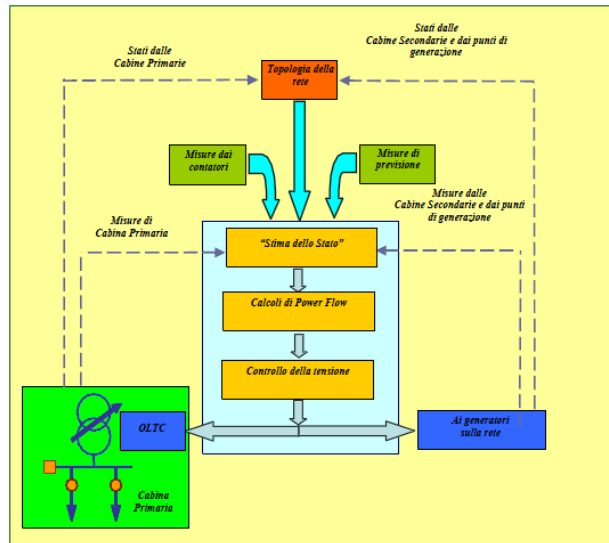 Stati dalle
Cabine Primarie
Stati dalle
Cabine Secondarie e dai punti di
generazione
Topologia della
rete
Misure dai
contatori
Misure di
previsione
Misure dalle
Cabine Secondarie e dai punti
di generazione
Misure di
Cabina Primaria
“Stima dello Stato”
Calcoli di Power Flow
Controllo della tensione
OLTC
Ai generatori
sulla rete
Cabina
Primaria